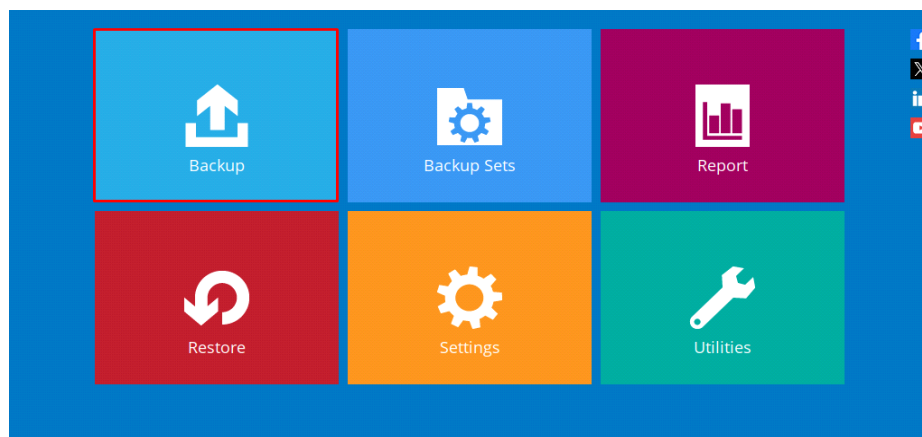 Backup
Backup Sets
Report
Restore
Settings
Utilities